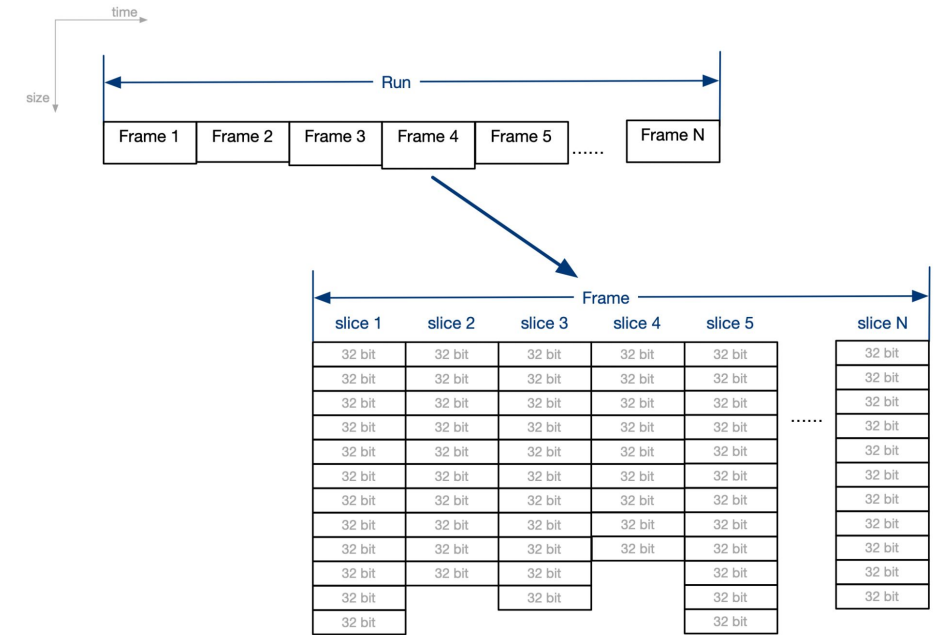 time
size
Run
Frame 1 Frame 2 Frame 3 Frame 4 Frame 5 ...... Frame N
Frame
slice 1 slice 2 slice 3 slice 4 slice 5 slice N
32 bit 32 bit 32 bit 32 bit 32 bit 32 bit
32 bit 32 bit 32 bit 32 bit 32 bit 32 bit
32 bit 32 bit 32 bit 32 bit 32 bit 32 bit
32 bit 32 bit 32 bit 32 bit 32 bit ...... 32 bit
32 bit 32 bit 32 bit 32 bit 32 bit 32 bit
32 bit 32 bit 32 bit 32 bit 32 bit 32 bit
32 bit 32 bit 32 bit 32 bit 32 bit 32 bit
32 bit 32 bit 32 bit 32 bit 32 bit 32 bit
32 bit 32 bit 32 bit 32 bit 32 bit 32 bit
32 bit 32 bit 32 bit 32 bit 32 bit
32 bit 32 bit 32 bit 32 bit
32 bit 32 bit